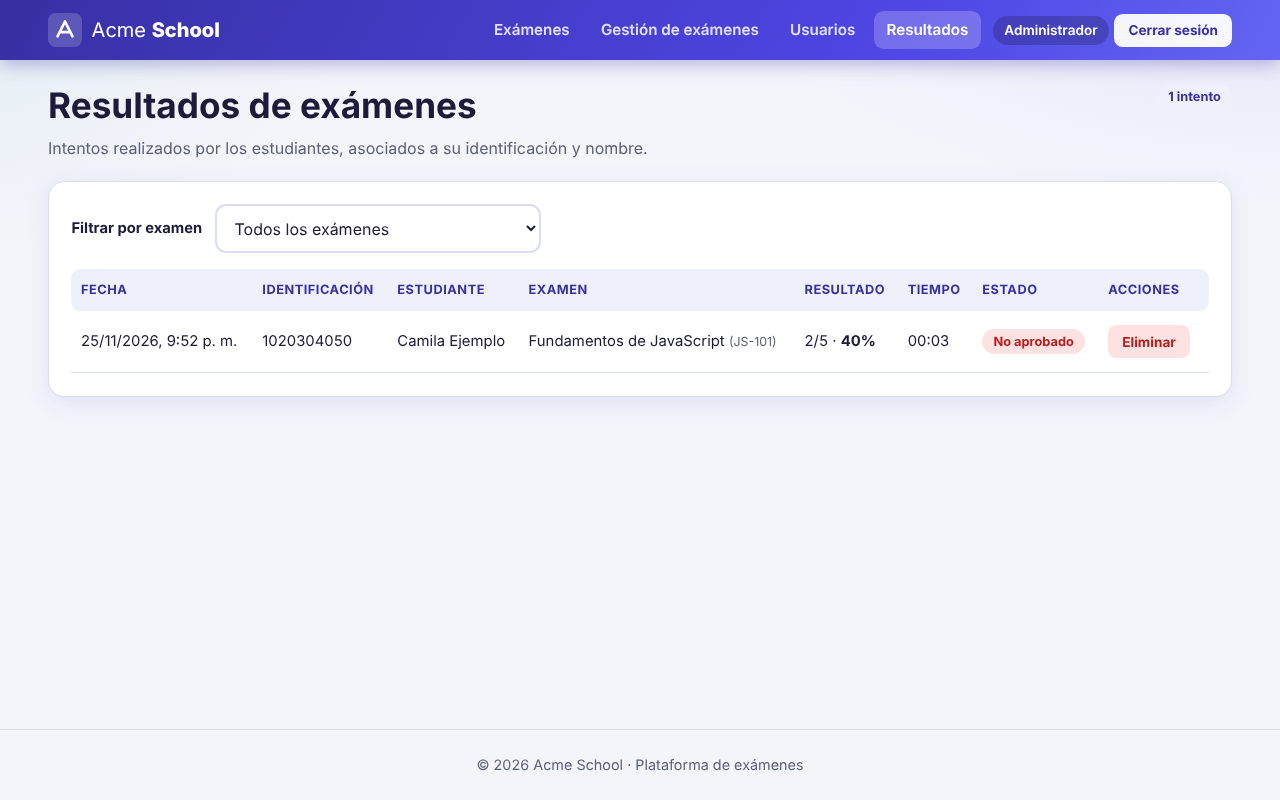 Acme School
Exámenes
Gestión de exámenes
Usuarios
Resultados
Administrador
Cerrar sesión
Resultados de exámenes
1 intento
Intentos realizados por los estudiantes, asociados a su identificación y nombre.
Filtrar por examen
Todos los exámenes
FECHA IDENTIFICACIÓN ESTUDIANTE EXAMEN RESULTADO TIEMPO ESTADO ACCIONES
25/11/2026, 9:52 p. m. 1020304050 Camila Ejemplo Fundamentos de JavaScript (JS-101) 2/5 · 40% 00:03 No aprobado Eliminar
© 2026 Acme School · Plataforma de exámenes